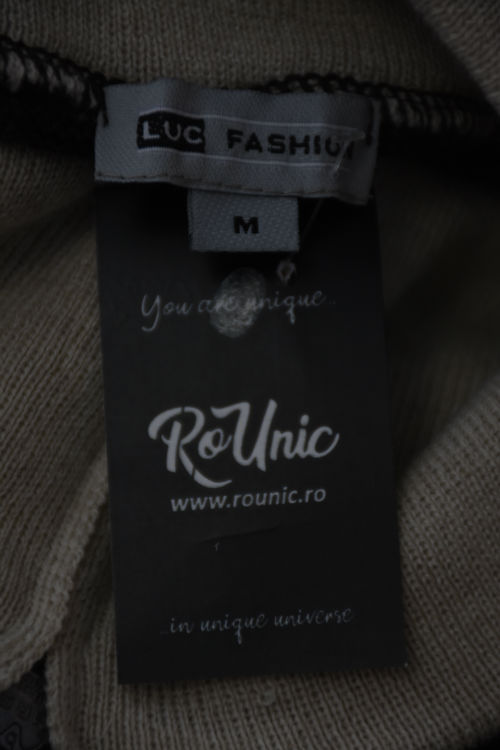 LUC FASHION
M
You are unique..
RoUnic
www.rounic.ro
...in unique universe